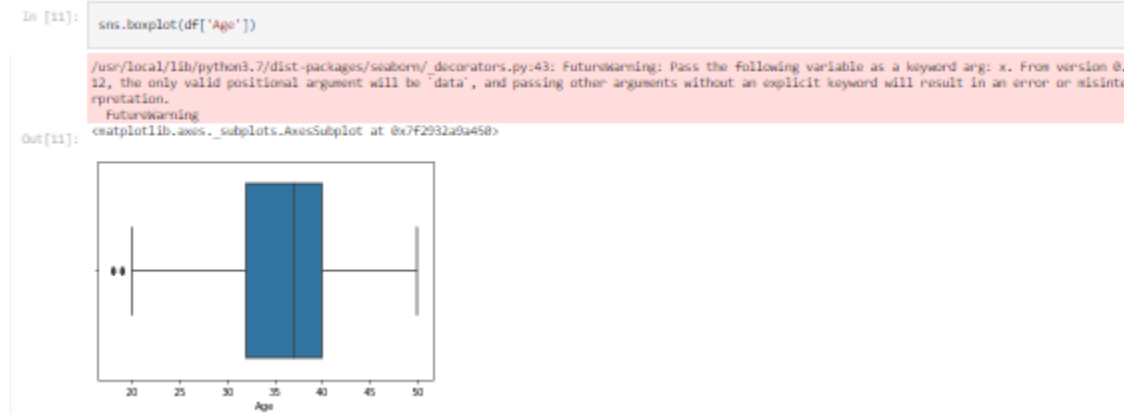 In [11]:
sns.boxplot(df['Age'])
/usr/local/lib/python3.7/dist-packages/seaborn/_decorators.py:43: FutureWarning: Pass the following variable as a keyword arg: x. From version 0.
12, the only valid positional argument will be `data`, and passing other arguments without an explicit keyword will result in an error or misinte
rpretation.
FutureWarning
Out[11]:
<matplotlib.axes._subplots.AxesSubplot at 0x7f2932a9a450>
20 25 30 35 40 45 50
Age